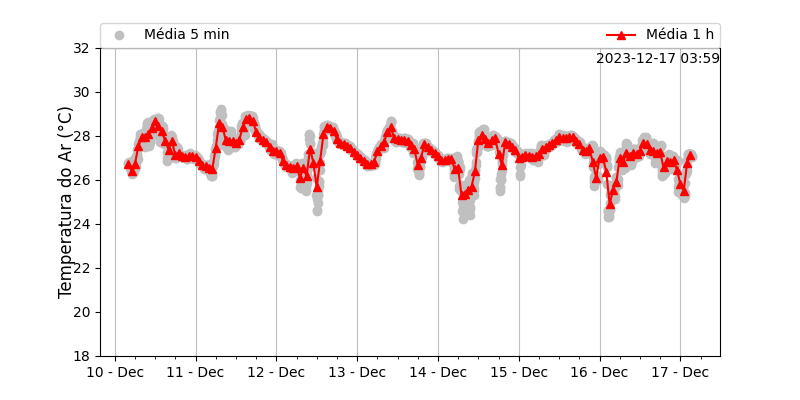 Média 5 min
Média 1 h
2023-12-17 03:59
Temperatura do Ar (°C)
32
30
28
26
24
22
20
18
10 - Dec
11 - Dec
12 - Dec
13 - Dec
14 - Dec
15 - Dec
16 - Dec
17 - Dec